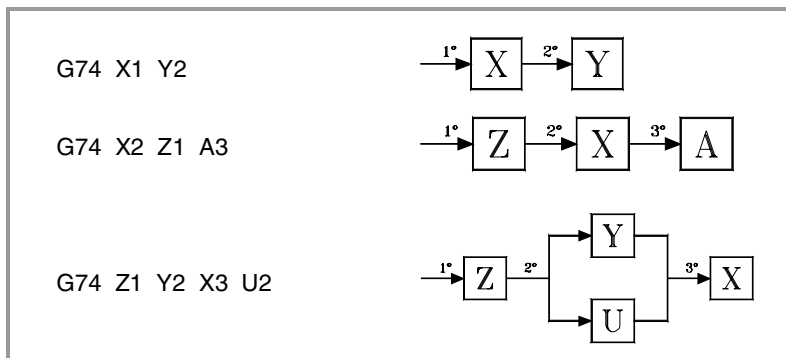 G74 X1 Y2
1° X 2° Y
G74 X2 Z1 A3
1° Z 2° X 3° A
G74 Z1 Y2 X3 U2
1° Z 2° Y U 3° X